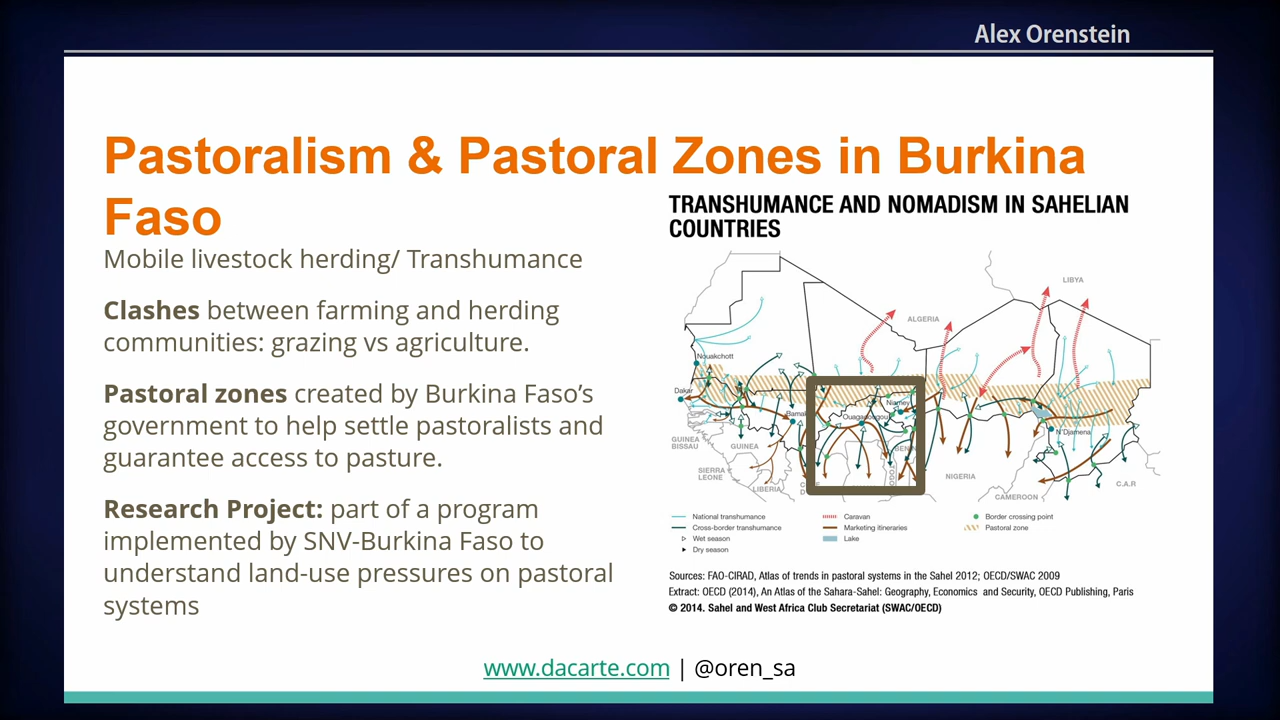 Alex Orenstein
Pastoralism & Pastoral Zones in Burkina
Faso
Mobile livestock herding/ Transhumance
Clashes between farming and herding
communities: grazing vs agriculture.
Pastoral zones created by Burkina Faso’s
government to help settle pastoralists and
guarantee access to pasture.
Research Project: part of a program
implemented by SNV-Burkina Faso to
understand land-use pressures on pastoral
systems
TRANSHUMANCE AND NOMADISM IN SAHELIAN
COUNTRIES
LIBYA
ALGERIA
Nouakchott
Dakar
Niamey
Ouagadougou
N'Djamena
GUINEA
BISSAU
GUINEA
SIERRA
LEONE
LIBERIA
NIGERIA
CAMEROON
C.A.R
National transhumance
Cross-border transhumance
Wet season
Dry season
Caravan
Marketing itineraries
Lake
Border crossing point
Pastoral zone
Sources: FAO-CIRAD, Atlas of trends in pastoral systems in the Sahel 2012; OECD/SWAC 2009
Extract: OECD (2014), An Atlas of the Sahara-Sahel: Geography, Economics and Security, OECD Publishing, Paris
© 2014. Sahel and West Africa Club Secretariat (SWAC/OECD)
www.dacarte.com | @oren_sa